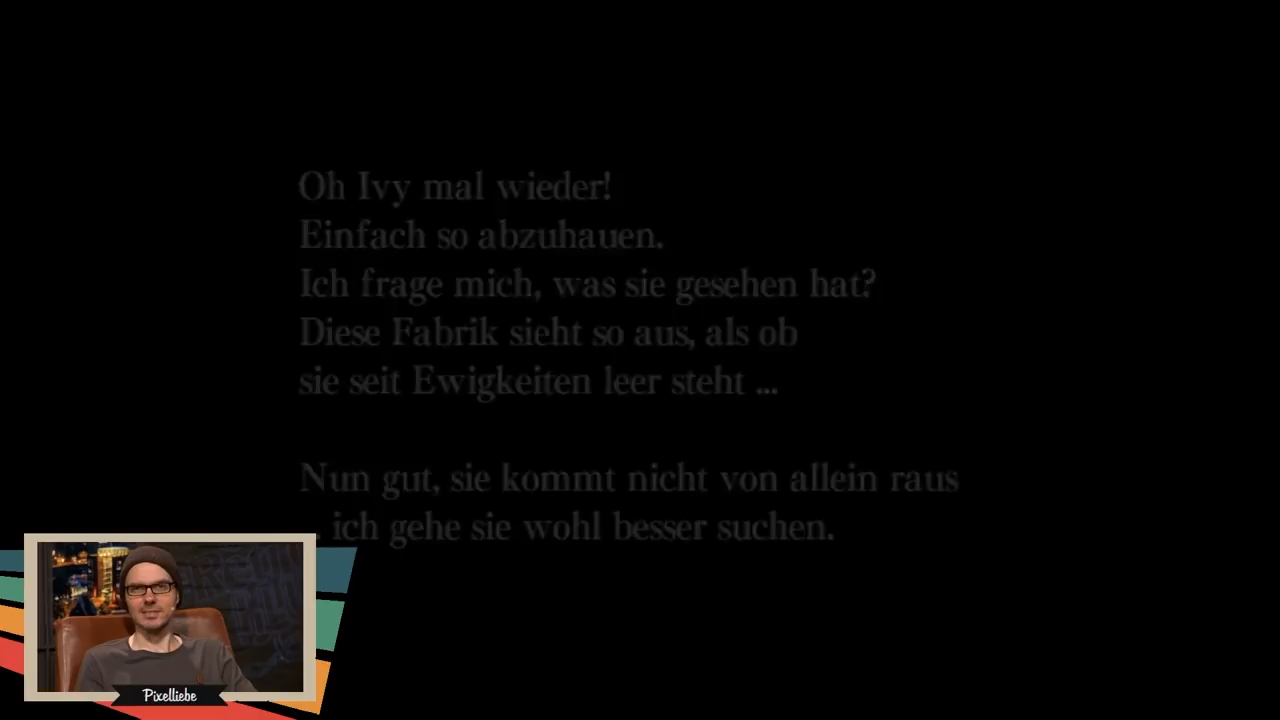 Oh Ivy mal wieder!
Einfach so abzuhauen.
Ich frage mich, was sie gesehen hat?
Diese Fabrik sieht so aus, als ob
sie seit Ewigkeiten leer steht ...
Nun gut, sie kommt nicht von allein raus
. ich gehe sie wohl besser suchen.
Pixelliebe